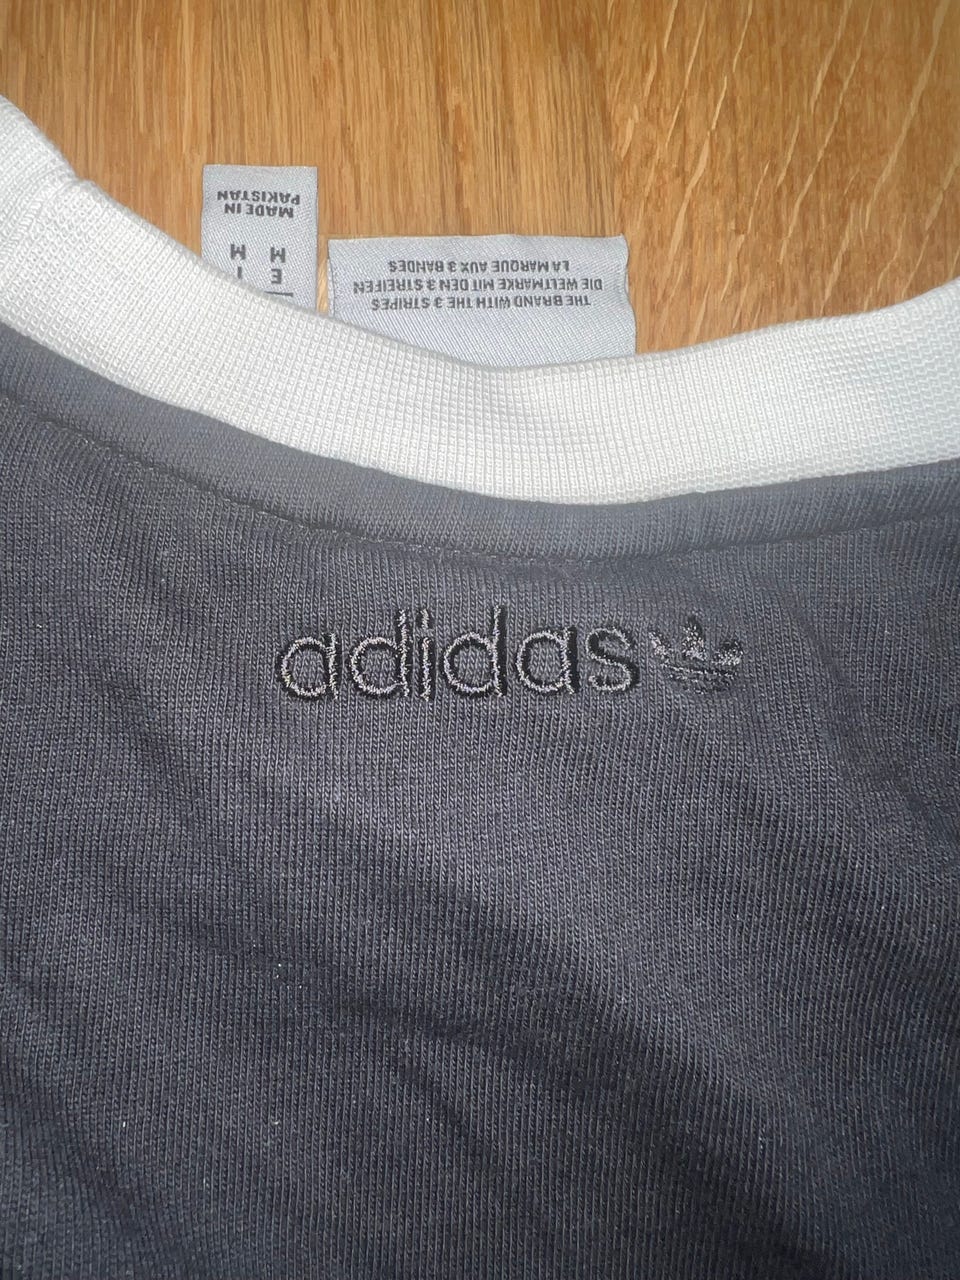 MADE IN
PAKISTAN
E
M
M
THE BRAND WITH THE 3 STRIPES
DIE WELTMARKE MIT DEN 3 STREIFEN
LA MARQUE AUX 3 BANDES
adidas